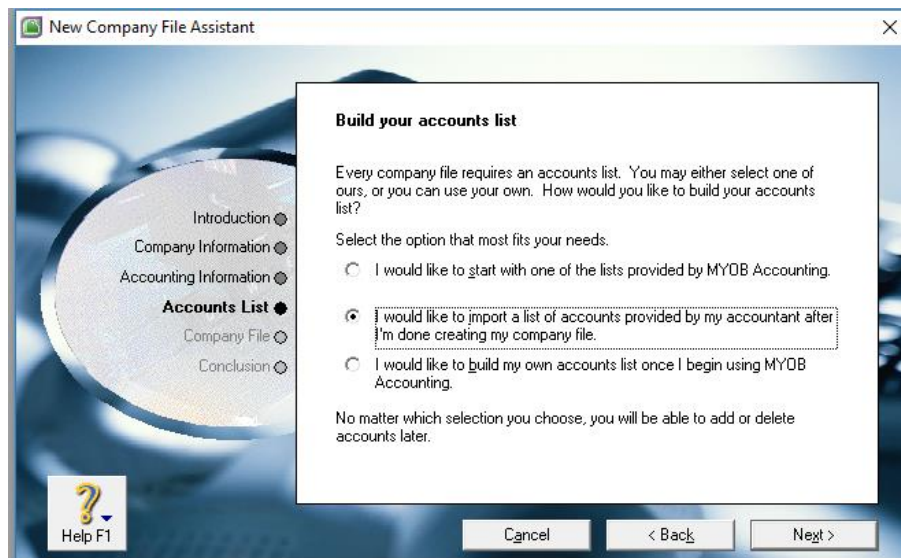 New Company File Assistant
Build your accounts list
Every company file requires an accounts list. You may either select one of
ours, or you can use your own. How would you like to build your accounts
list?
Select the option that most fits your needs.
I would like to start with one of the lists provided by MYOB Accounting.
I would like to import a list of accounts provided by my accountant after
I'm done creating my company file.
I would like to build my own accounts list once I begin using MYOB
Accounting.
No matter which selection you choose, you will be able to add or delete
accounts later.
Introduction
Company Information
Accounting Information
Accounts List
Company File
Conclusion
Help F1
Cancel
< Back
Next >